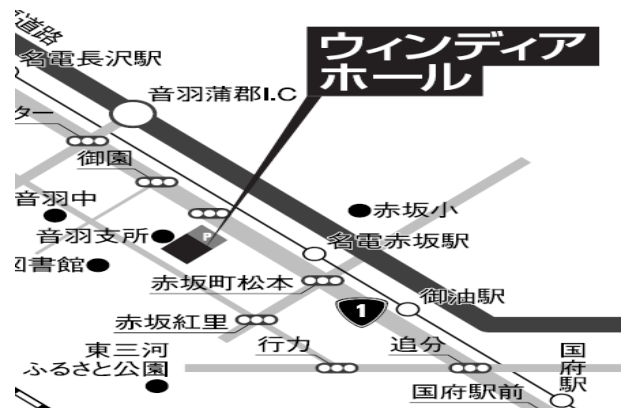 道路
名電長沢駅
ウィンディア
ホール
音羽蒲郡I.C
ター
御園
音羽中
赤坂小
音羽支所
P
名電赤坂駅
図書館
赤坂町松本
御油駅
1
赤坂紅里
行力
追分
東三河
ふるさと公園
国府駅
国府駅前